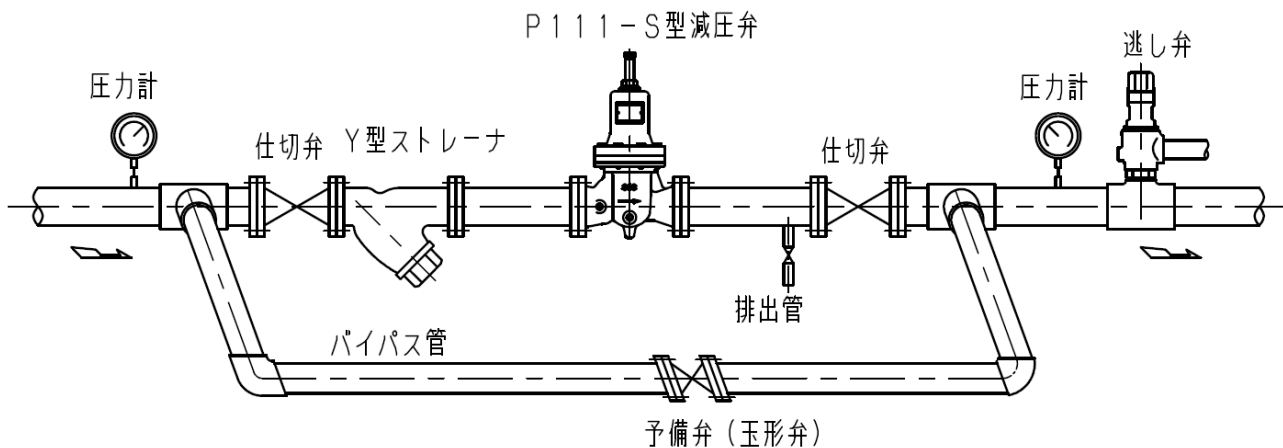 P111-S型減圧弁
逃し弁
圧力計
圧力計
仕切弁
Y型ストレーナ
仕切弁
排出管
バイパス管
予備弁(玉形弁)